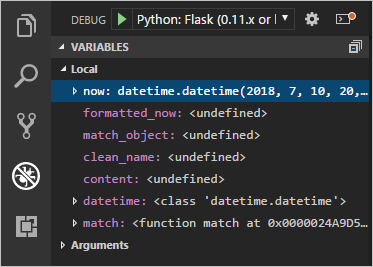 DEBUG Python: Flask (0.11.x or l
VARIABLES
Local
now: datetime.datetime(2018, 7, 10, 20,…
formatted_now: <undefined>
match_object: <undefined>
clean_name: <undefined>
content: <undefined>
datetime: <class 'datetime.datetime'>
match: <function match at 0x0000024A9D5…
Arguments